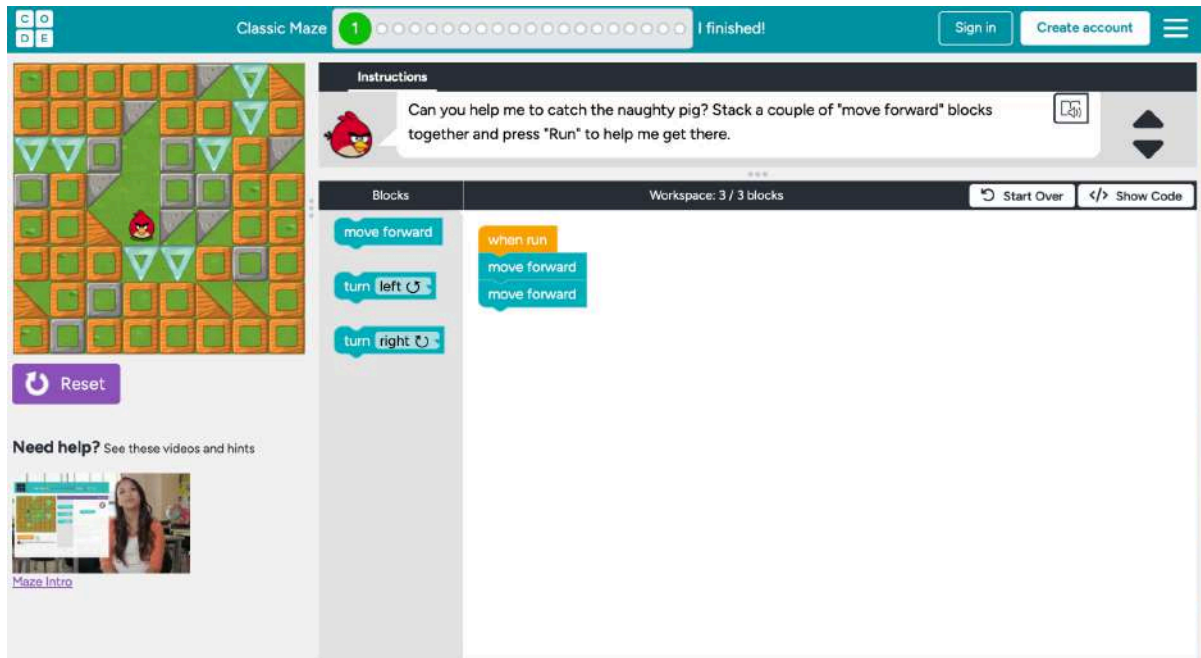 C O
D E
Classic Maze
1
I finished!
Sign in
Create account
Instructions
Can you help me to catch the naughty pig? Stack a couple of "move forward" blocks
together and press "Run" to help me get there.
Blocks
Workspace: 3 / 3 blocks
Start Over
</> Show Code
move forward
turn left ↺
turn right ↻
when run
move forward
move forward
Reset
Need help? See these videos and hints
Maze Intro